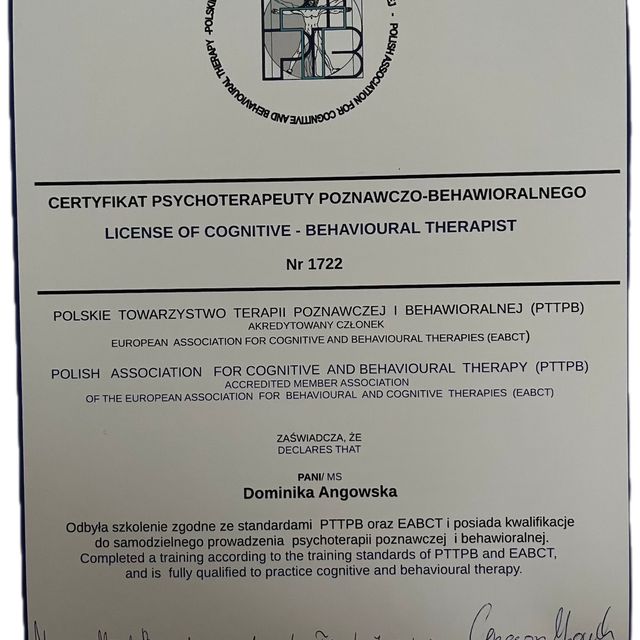 POLISH ASSOCIATION FOR COGNITIVE AND BEHAVIOURAL THERAPY -
CERTYFIKAT PSYCHOTERAPEUTY POZNAWCZO-BEHAWIORALNEGO
LICENSE OF COGNITIVE - BEHAVIOURAL THERAPIST
Nr 1722
POLSKIE TOWARZYSTWO TERAPII POZNAWCZEJ I BEHAWIORALNEJ (PTTPB)
AKREDYTOWANY CZŁONEK
EUROPEAN ASSOCIATION FOR COGNITIVE AND BEHAVIOURAL THERAPIES (EABCT)
POLISH ASSOCIATION FOR COGNITIVE AND BEHAVIOURAL THERAPY (PTTPB)
ACCREDITED MEMBER ASSOCIATION
OF THE EUROPEAN ASSOCIATION FOR BEHAVIOURAL AND COGNITIVE THERAPIES (EABCT)
ZAŚWIADCZA, ŻE
DECLARES THAT
PANI/ MS
Dominika Angowska
Odbyła szkolenie zgodne ze standardami PTTPB oraz EABCT i posiada kwalifikacje
do samodzielnego prowadzenia psychoterapii poznawczej i behawioralnej.
Completed a training according to the training standards of PTTPB and EABCT,
and is fully qualified to practice cognitive and behavioural therapy.